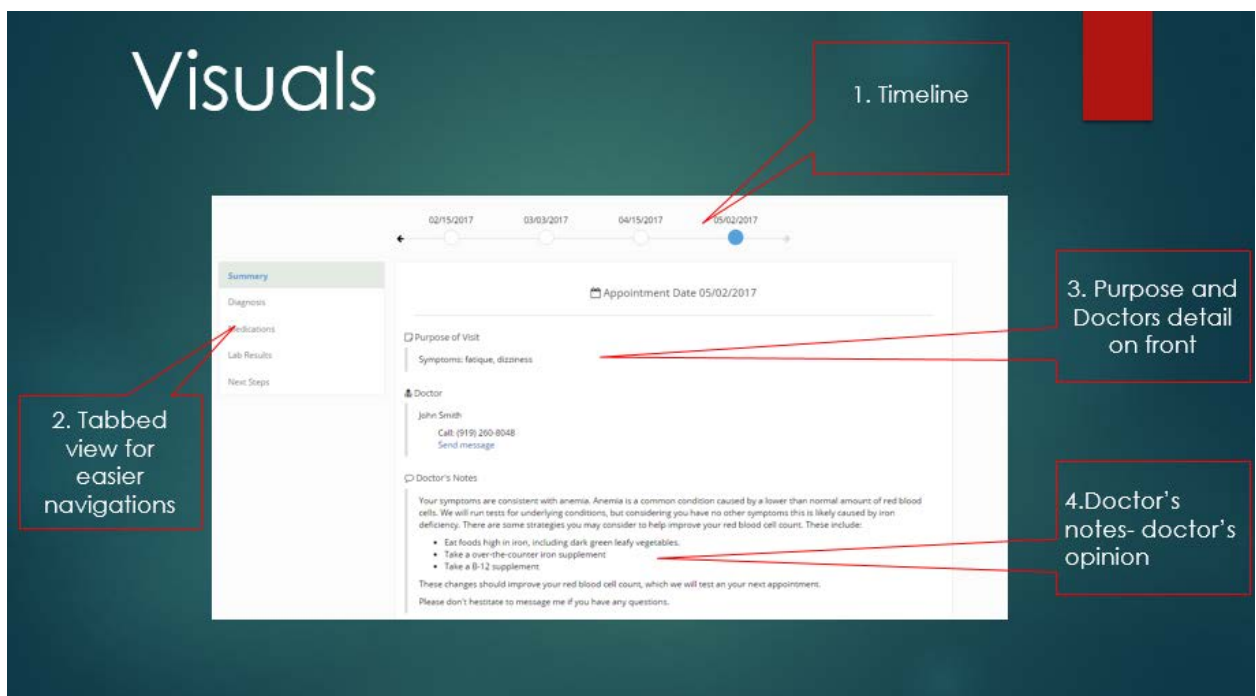 Visuals
1. Timeline
02/15/2017 03/03/2017 04/15/2017 05/02/2017
Summery
Diagnosis
Medications
Lab Results
Next Steps
2. Tabbed
view for
easier
navigations
Appointment Date 05/02/2017
Purpose of Visit
Symptoms: fatique, dizziness
Doctor
John Smith
Call: (919) 260-8048
Send message
Doctor's Notes
Your symptoms are consistent with anemia. Anemia is a common condition caused by a lower than normal amount of red blood
cells. We will run tests for underlying conditions, but considering you have no other symptoms this is likely caused by iron
deficiency. There are some strategies you may consider to help improve your red blood cell count. These include:
• Eat foods high in iron, including dark green leafy vegetables.
• Take a over-the-counter iron supplement
• Take a B-12 supplement
These changes should improve your red blood cell count, which we will test an your next appointment.
Please don't hestitate to message me if you have any questions.
3. Purpose and
Doctors detail
on front
4.Doctor's
notes- doctor's
opinion